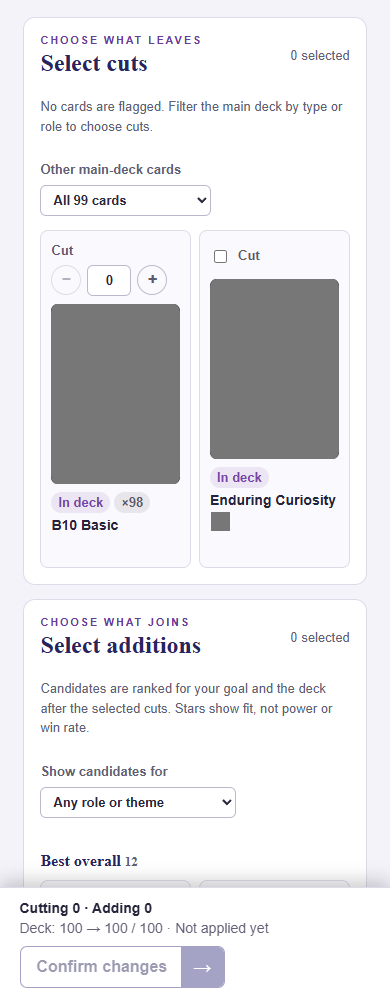 CHOOSE WHAT LEAVES
Select cuts
0 selected
No cards are flagged. Filter the main deck by type or
role to choose cuts.
Other main-deck cards
All 99 cards
Cut
− 0 +
In deck ×98
B10 Basic
Cut
In deck
Enduring Curiosity
CHOOSE WHAT JOINS
Select additions
0 selected
Candidates are ranked for your goal and the deck
after the selected cuts. Stars show fit, not power or
win rate.
Show candidates for
Any role or theme
Best overall 12
Cutting 0 · Adding 0
Deck: 100 → 100 / 100 · Not applied yet
Confirm changes →